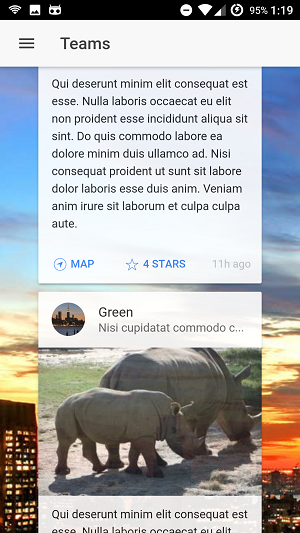 95% 1:19
Teams
Qui deserunt minim elit consequat est
esse. Nulla laboris occaecat eu elit
non proident esse incididunt aliqua sit
sint. Do quis commodo labore ea
dolore minim duis ullamco ad. Nisi
consequat proident ut sunt sit labore
dolor laboris esse duis anim. Veniam
anim irure sit laborum et culpa culpa
aute.
MAP 4 STARS 11h ago
Green
Nisi cupidatat commodo c...
Qui deserunt minim elit consequat est
esse. Nulla laboris occaecat eu elit